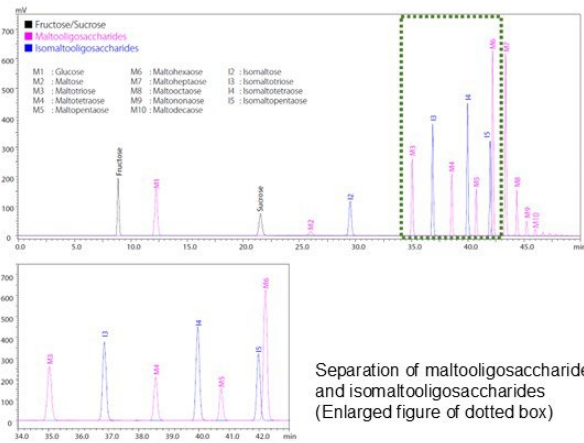 mV
700
Fructose/Sucrose
Maltooligosaccharides
Isomaltooligosaccharides
600
M1 : Glucose M6 : Maltohexaose I2 : Isomaltose
M2 : Maltose M7 : Maltoheptaose I3 : Isomaltotriose
M3 : Maltotriose M8 : Maltooctaose I4 : Isomaltotetraose
M4 : Maltotetraose M9 : Maltononaose I5 : Isomaltopentaose
M5 : Maltopentaose M10 : Maltodecaose
500
400
300
200
100
0
Fructose
M1
Sucrose
M2
I2
M3
I3
M4
I4
M5
I5
M6
M7
M8
M9
M10
0.0 5.0 10.0 15.0 20.0 25.0 30.0 35.0 40.0 45.0 min
700
600
500
400
300
200
100
0
M3
I3
M4
I4
M5
I5
M6
34.0 35.0 36.0 37.0 38.0 39.0 40.0 41.0 42.0 min
Separation of maltooligosaccharide
and isomaltooligosaccharides
(Enlarged figure of dotted box)